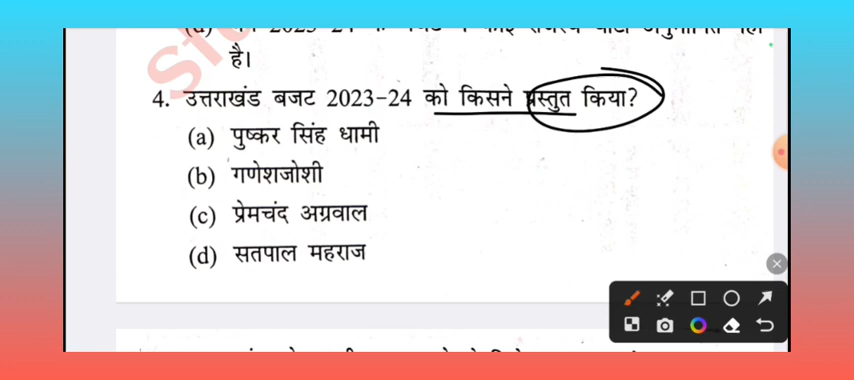 है।
4. उत्तराखंड बजट 2023-24 को किसने प्रस्तुत किया?
(a) पुष्कर सिंह धामी
(b) गणेशजोशी
(c) प्रेमचंद अग्रवाल
(d) सतपाल महराज